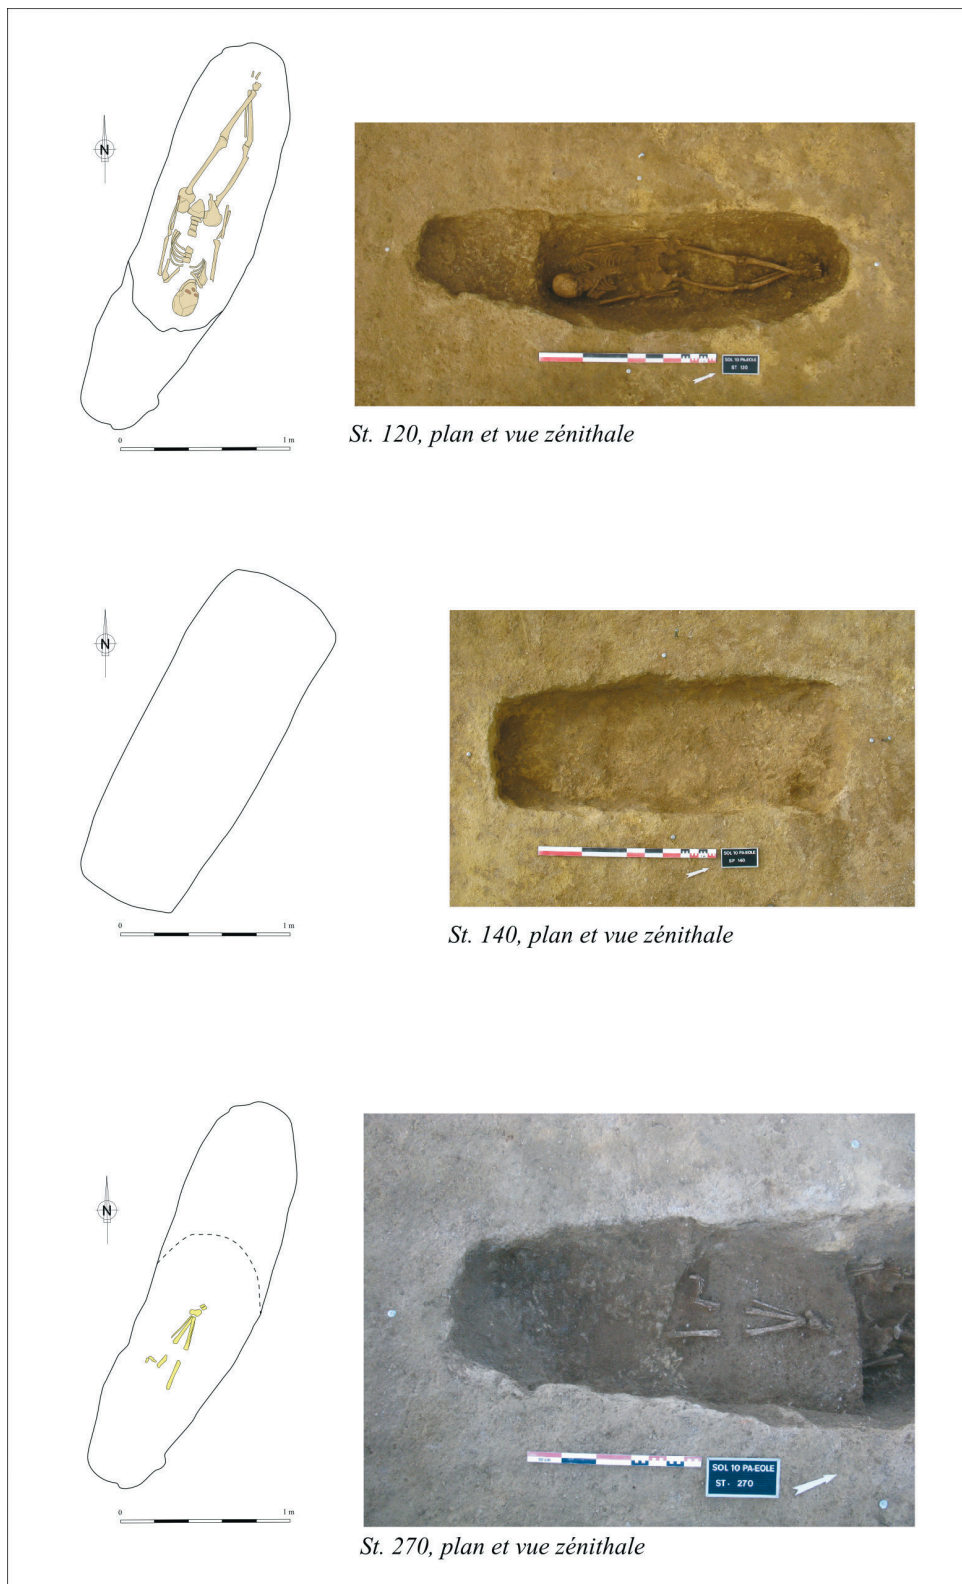 N
SOL 10 PA-EOLE
ST 120
0 1 m
St. 120, plan et vue zénithale
N
SOL 10 PA-EOLE
SP 140
0 1 m
St. 140, plan et vue zénithale
N
SOL 10 PA-EOLE
ST · 270
0 1 m
St. 270, plan et vue zénithale